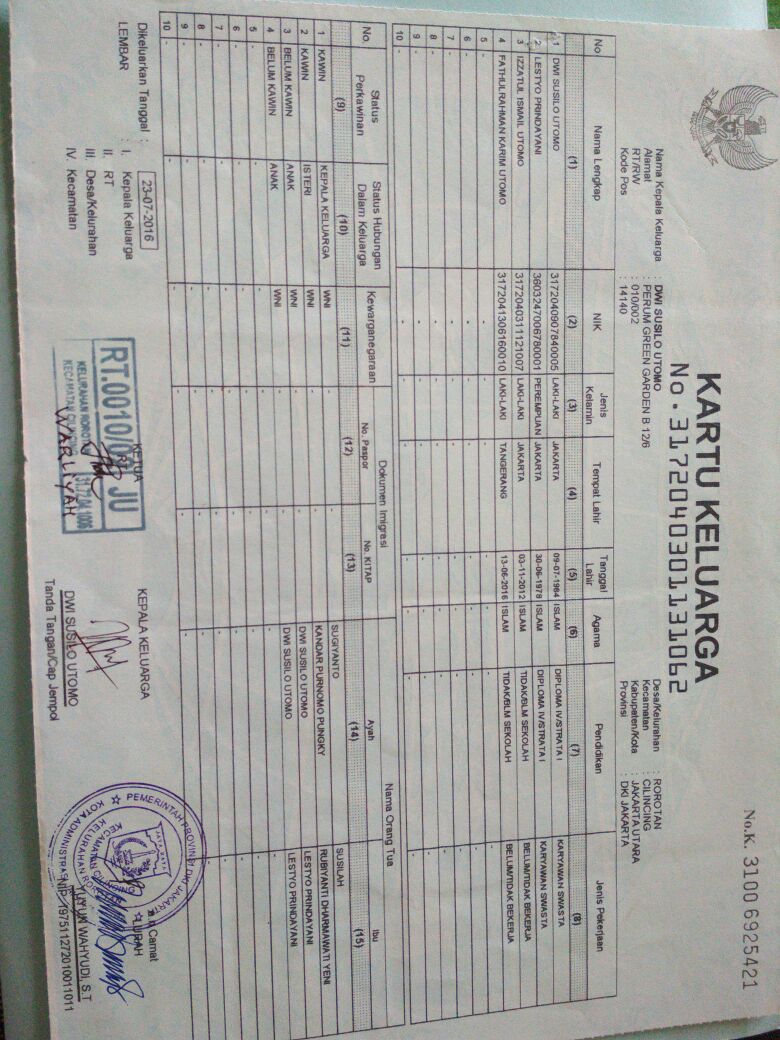 No.K. 3100 6925421
KARTU KELUARGA
No.3172040301131062
Nama Kepala Keluarga : DWI SUSILO UTOMO
Alamat : PERUM GREEN GARDEN B 12/6
RT/RW : 010/002
Kode Pos : 14140
Desa/Kelurahan : ROROTAN
Kecamatan : CILINCING
Kabupaten/Kota : JAKARTA UTARA
Provinsi : DKI JAKARTA
No Nama Lengkap NIK Jenis Kelamin Tempat Lahir Tanggal Lahir Agama Pendidikan Jenis Pekerjaan
(1) (2) (3) (4) (5) (6) (7) (8)
1 DWI SUSILO UTOMO 3172040907840005 LAKI-LAKI JAKARTA 09-07-1984 ISLAM DIPLOMA IV/STRATA I KARYAWAN SWASTA
2 LESTYO PRINDAYANI 3603247006780001 PEREMPUAN JAKARTA 30-06-1978 ISLAM DIPLOMA IV/STRATA I KARYAWAN SWASTA
3 IZZATUL ISMAIL UTOMO 3172040311121007 LAKI-LAKI JAKARTA 03-11-2012 ISLAM TIDAK/BLM SEKOLAH BELUM/TIDAK BEKERJA
4 FATHULRAHMAN KARIM UTOMO 3172041306160010 LAKI-LAKI TANGERANG 13-06-2016 ISLAM TIDAK/BLM SEKOLAH BELUM/TIDAK BEKERJA
5 - - - - - - - -
6 - - - - - - - -
7 - - - - - - - -
8 - - - - - - - -
9 - - - - - - - -
10 - - - - - - - -
No. Status Perkawinan Status Hubungan Dalam Keluarga Kewarganegaraan Dokumen Imigrasi Nama Orang Tua
No. Paspor No. KITAP Ayah Ibu
(9) (10) (11) (12) (13) (14) (15)
1 KAWIN KEPALA KELUARGA WNI - - SUGIYANTO SUSILAH
2 KAWIN ISTERI WNI - - KANDAR PURNOMO PUNGKY RUBIYANTI DHARMAWATI YENI
3 BELUM KAWIN ANAK WNI - - DWI SUSILO UTOMO LESTYO PRINDAYANI
4 BELUM KAWIN ANAK WNI - - DWI SUSILO UTOMO LESTYO PRINDAYANI
5 - - - - - - -
6 - - - - - - -
7 - - - - - - -
8 - - - - - - -
9 - - - - - - -
10 - - - - - - -
Dikeluarkan Tanggal : 23-07-2016
LEMBAR : I. Kepala Keluarga
II. RT
III. Desa/Kelurahan
IV. Kecamatan
KETUA
RT
RT.0010/002 JU
KELURAHAN ROROTAN
KECAMATAN CILINCING
31.72.04.1006
WARLIYAH
KEPALA KELUARGA
DWI SUSILO UTOMO
Tanda Tangan/Cap Jempol
a.n Camat
LURAH
PEMERINTAH PROVINSI DKI JAKARTA
JAYA RAYA
KECAMATAN CILINCING
KELURAHAN ROROTAN
KOTA ADMINISTRASI
YUYUN WAHYUDI, S.T
NIP. 197511272010011011